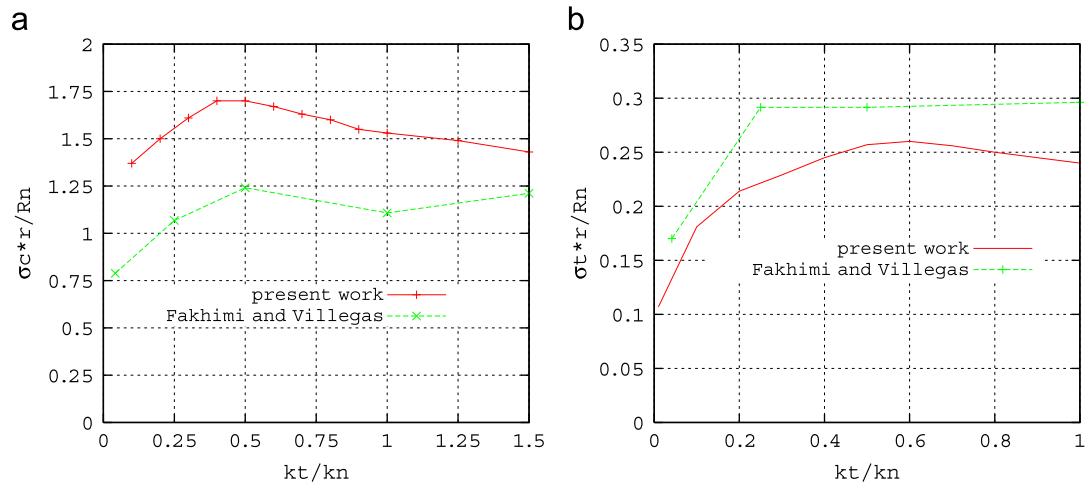 a
2
1.75
1.5
1.25
1
0.75
0.5
0.25
0
σc*r/Rn
present work
Fakhimi and Villegas
0 0.25 0.5 0.75 1 1.25 1.5
kt/kn
b
0.35
0.3
0.25
0.2
0.15
0.1
0.05
0
σt*r/Rn
present work
Fakhimi and Villegas
0 0.2 0.4 0.6 0.8 1
kt/kn